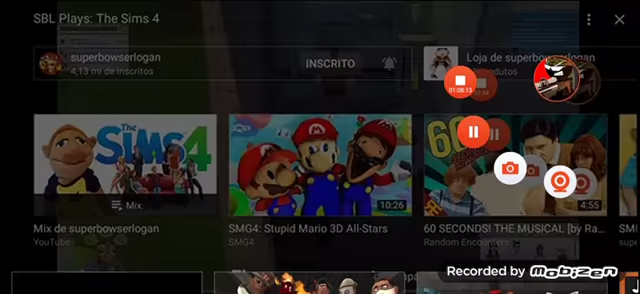 SBL Plays: The Sims 4
superbowserlogan
4,13 mi de inscritos
INSCRITO
Loja de superbowserlogan
01:08:13
THE SIMS 4
60
Mix
10:26
4:55
Mix de superbowserlogan
YouTube
SMG4: Stupid Mario 3D All-Stars
SMG4
60 SECONDS! THE MUSICAL [by Ra...
Random Encounters
Recorded by Mobizen